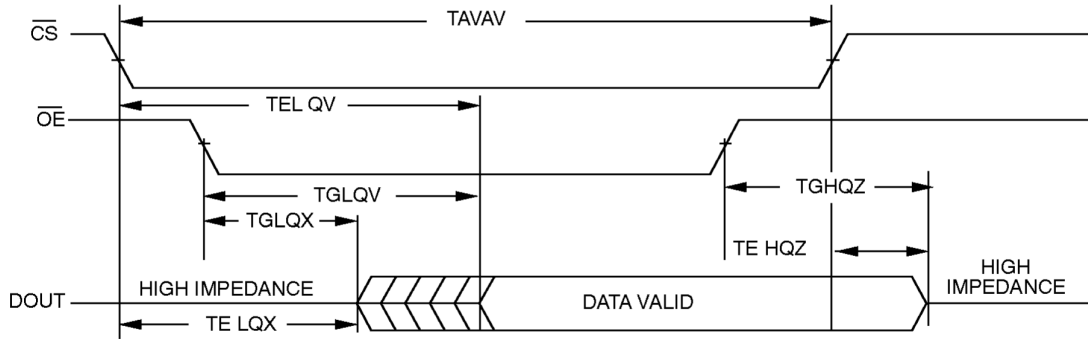 TAVAV
CS
TEL QV
OE
TGLQV
TGHQZ
TGLQX
TE HQZ
HIGH IMPEDANCE
HIGH
IMPEDANCE
DOUT
DATA VALID
TE LQX